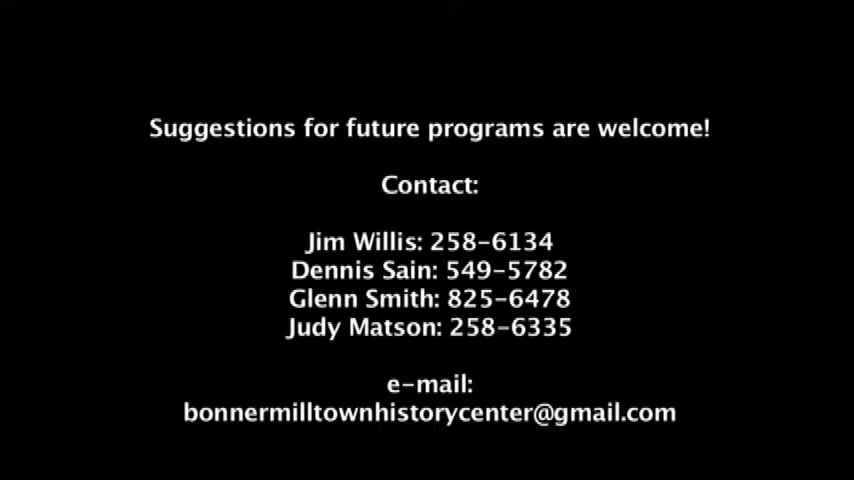 Suggestions for future programs are welcome!
Contact:
Jim Willis: 258-6134
Dennis Sain: 549-5782
Glenn Smith: 825-6478
Judy Matson: 258-6335
e-mail:
bonnermilltownhistorycenter@gmail.com